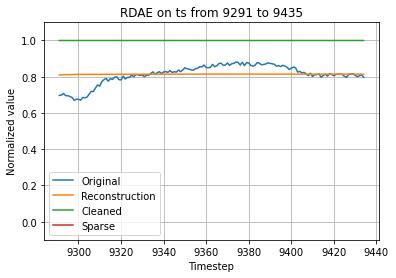 RDAE on ts from 9291 to 9435
1.0
0.8
0.6
0.4
0.2
0.0
Normalized value
Original
Reconstruction
Cleaned
Sparse
9300 9320 9340 9360 9380 9400 9420 9440
Timestep